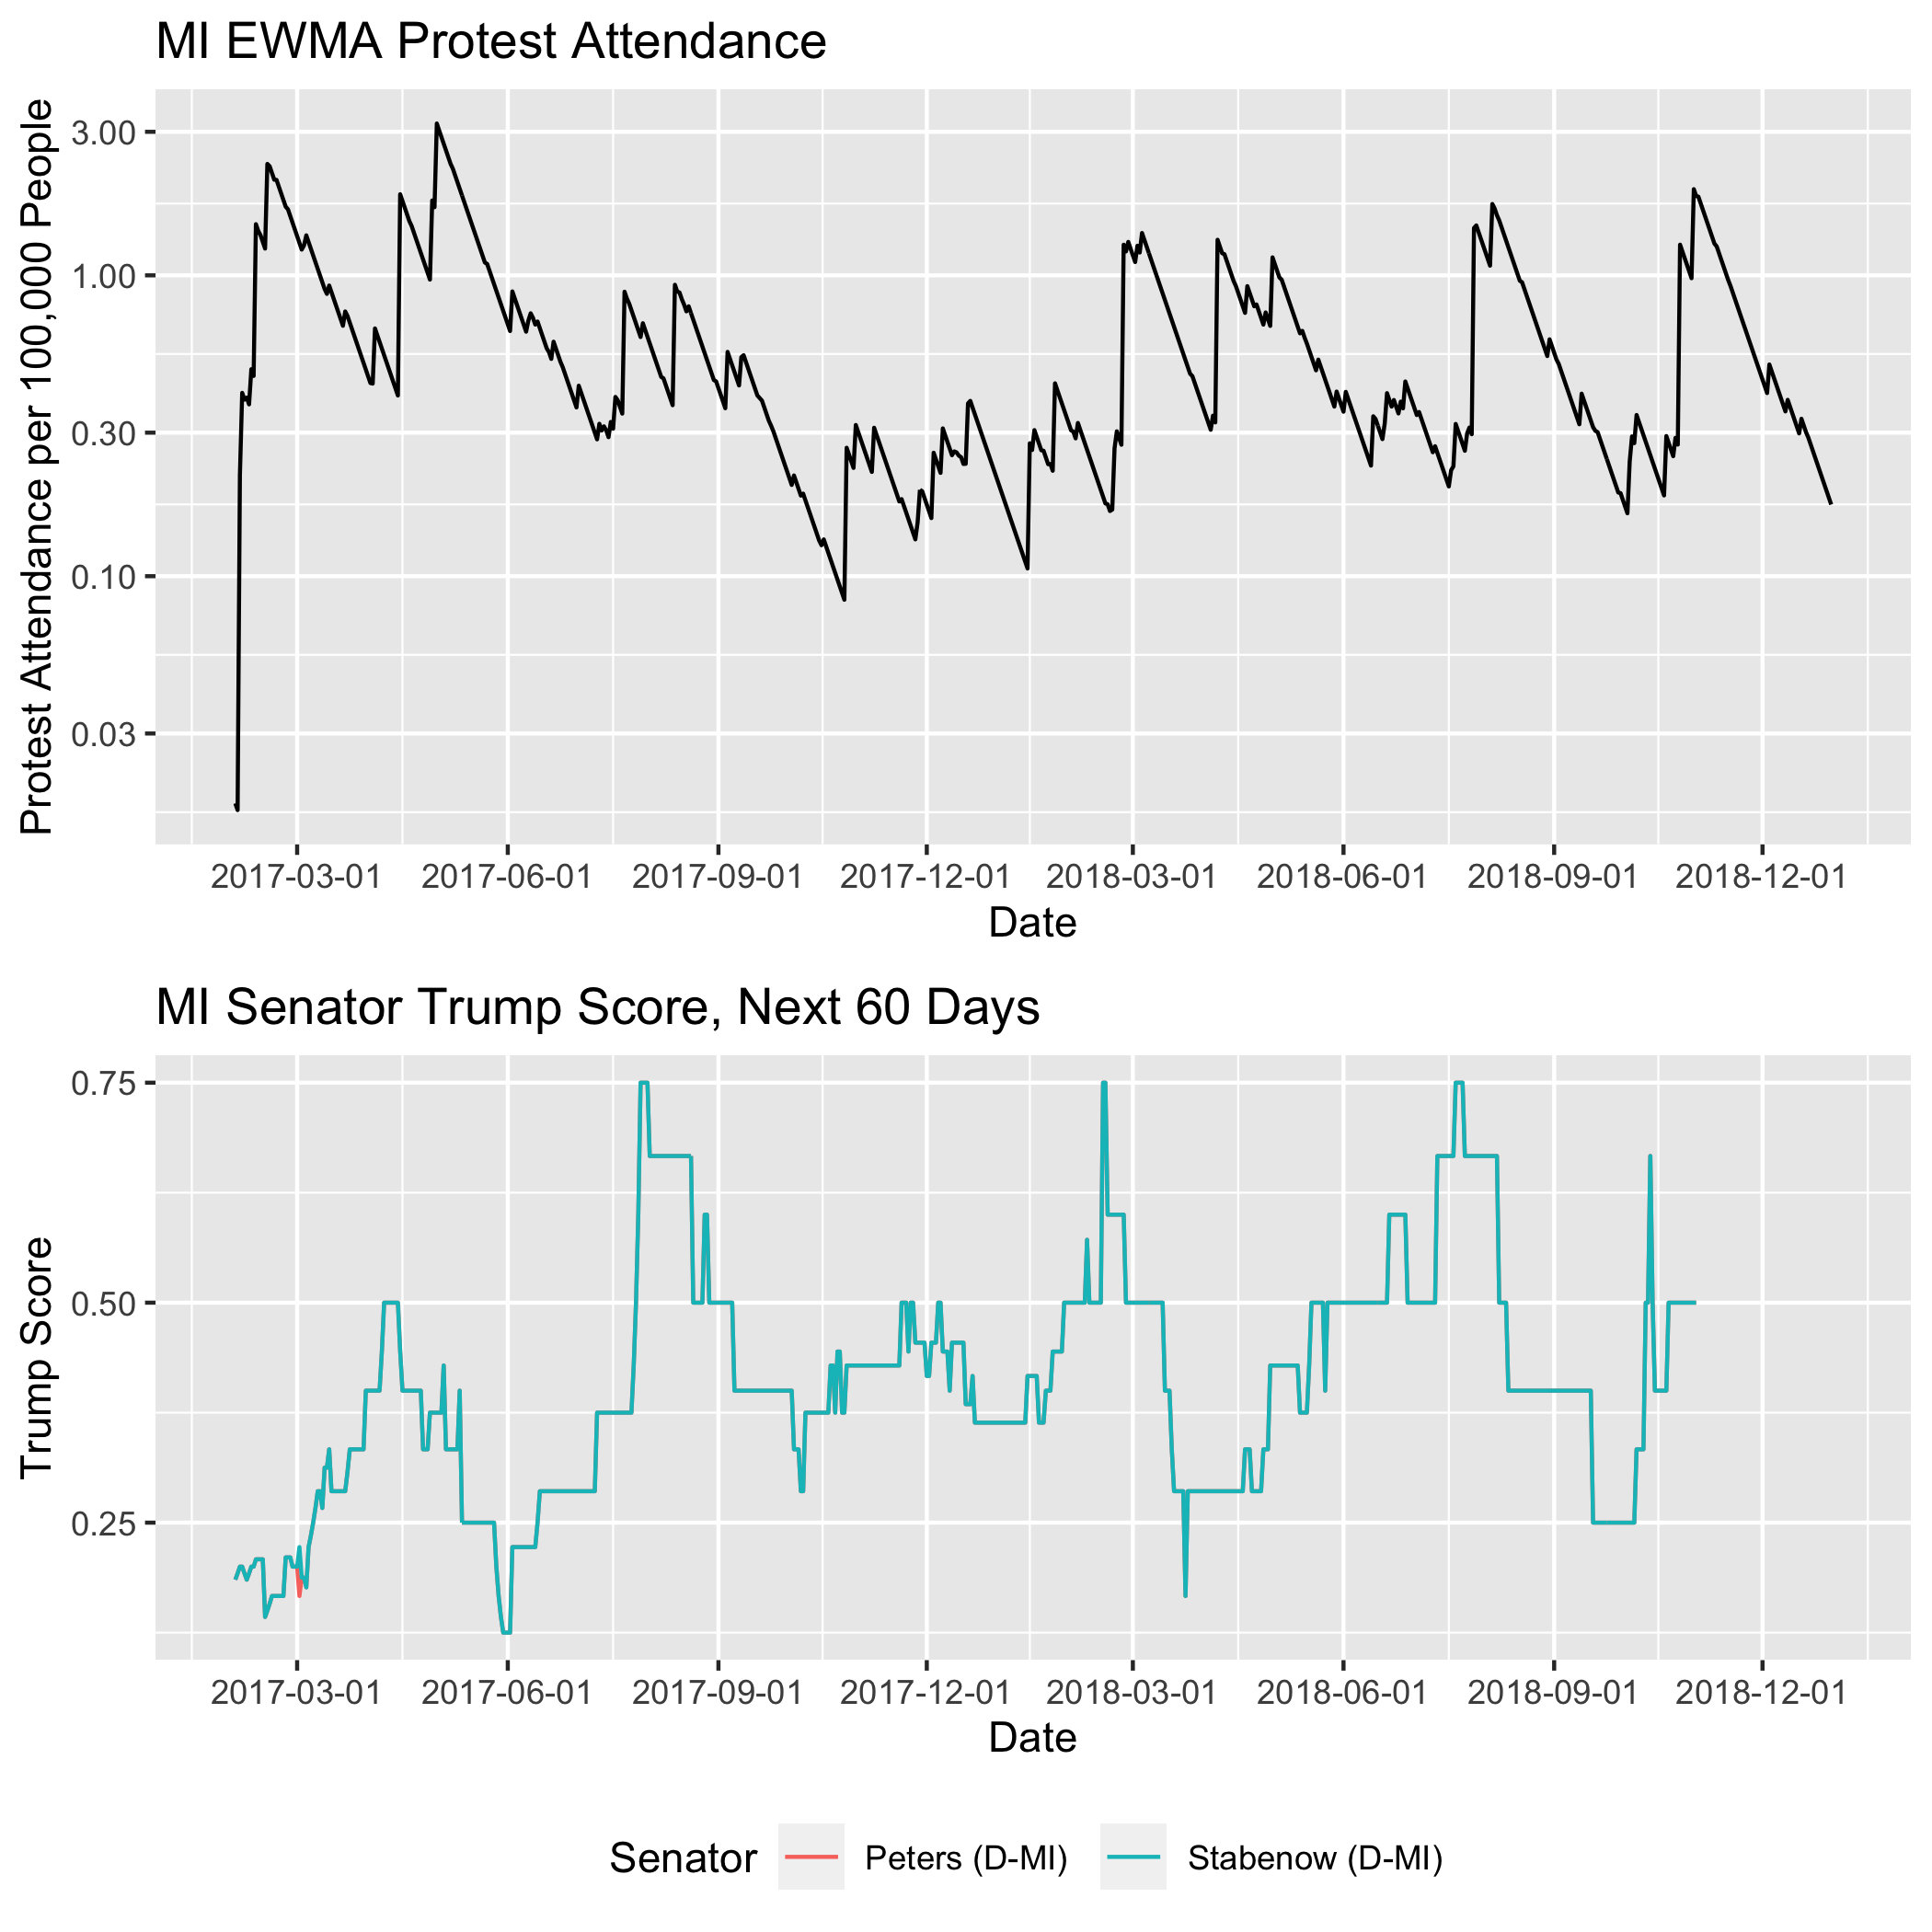 MI EWMA Protest Attendance
Protest Attendance per 100,000 People
3.00
1.00
0.30
0.10
0.03
2017-03-01 2017-06-01 2017-09-01 2017-12-01 2018-03-01 2018-06-01 2018-09-01 2018-12-01
Date
MI Senator Trump Score, Next 60 Days
Trump Score
0.75
0.50
0.25
2017-03-01 2017-06-01 2017-09-01 2017-12-01 2018-03-01 2018-06-01 2018-09-01 2018-12-01
Date
Senator Peters (D-MI) Stabenow (D-MI)